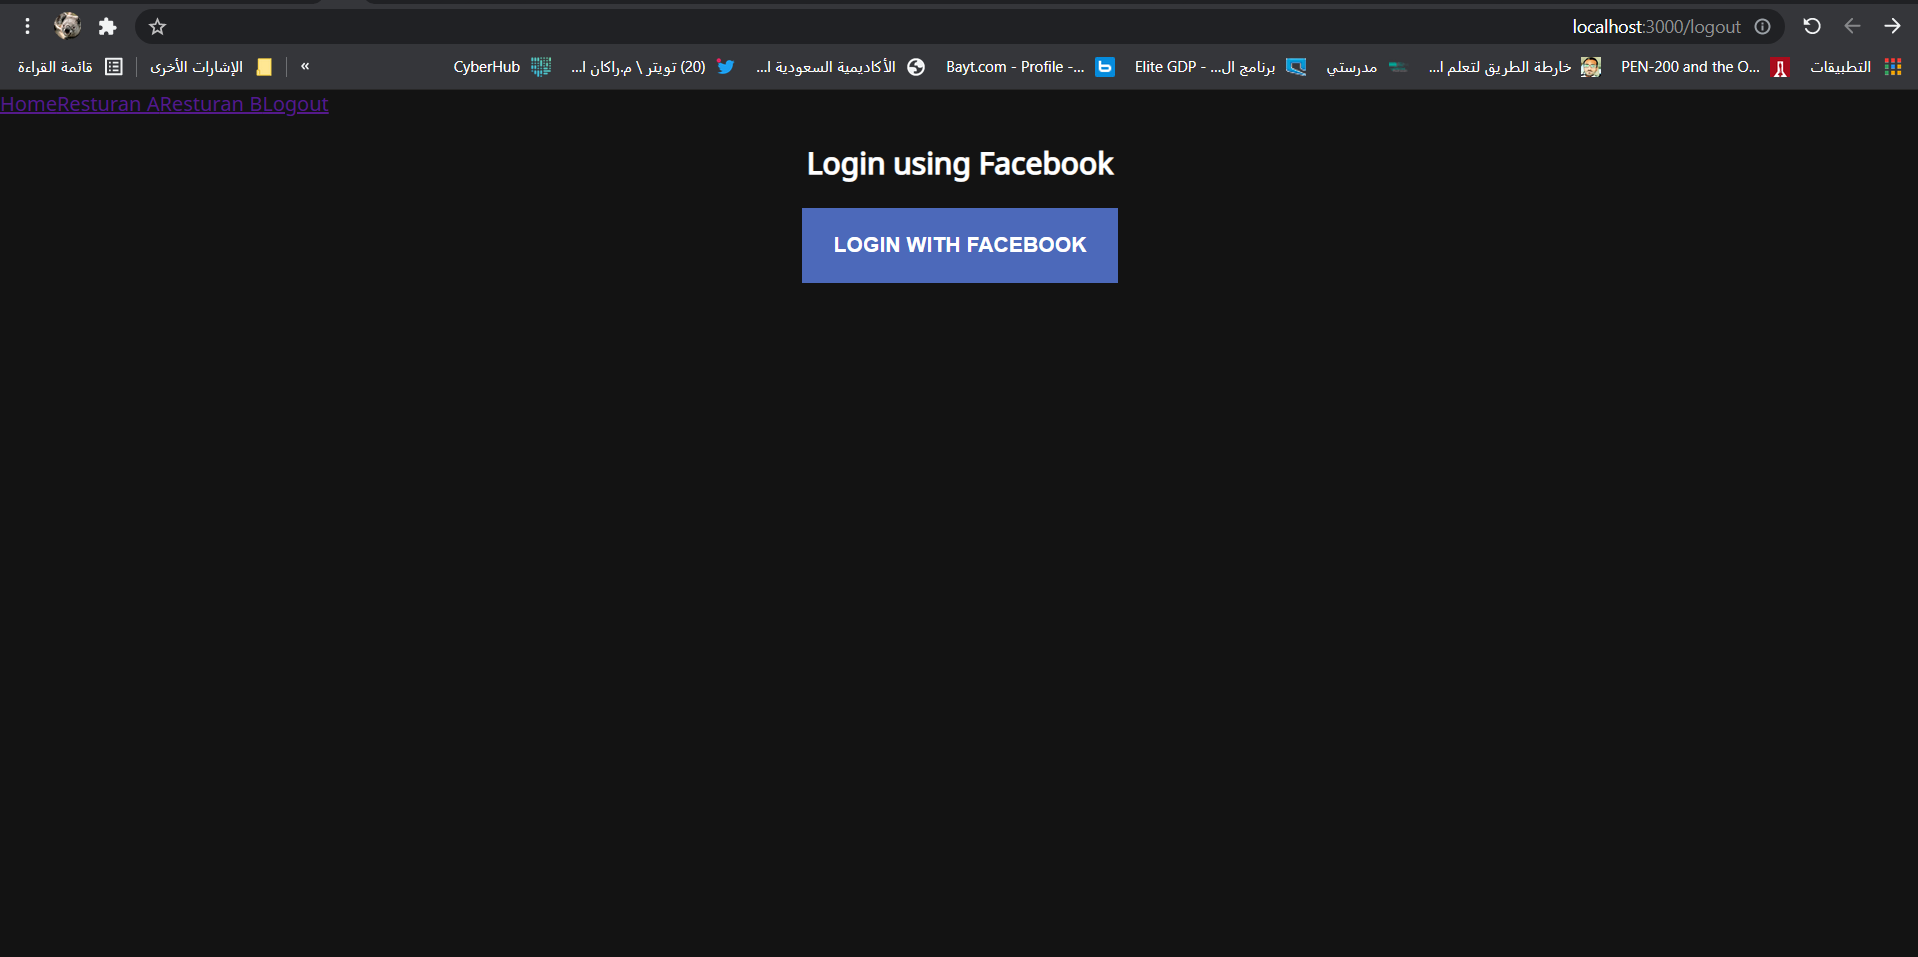 localhost:3000/logout
التطبيقات
PEN-200 and the O...
خارطة الطريق لتعلم ا...
مدرستي
Elite GDP - ...برنامج ال
Bayt.com - Profile -...
الأكاديمية السعودية ا...
(20) تويتر \ م.راكان ا...
CyberHub
»
الإشارات الأخرى
قائمة القراءة
HomeResturan AResturan BLogout
Login using Facebook
LOGIN WITH FACEBOOK